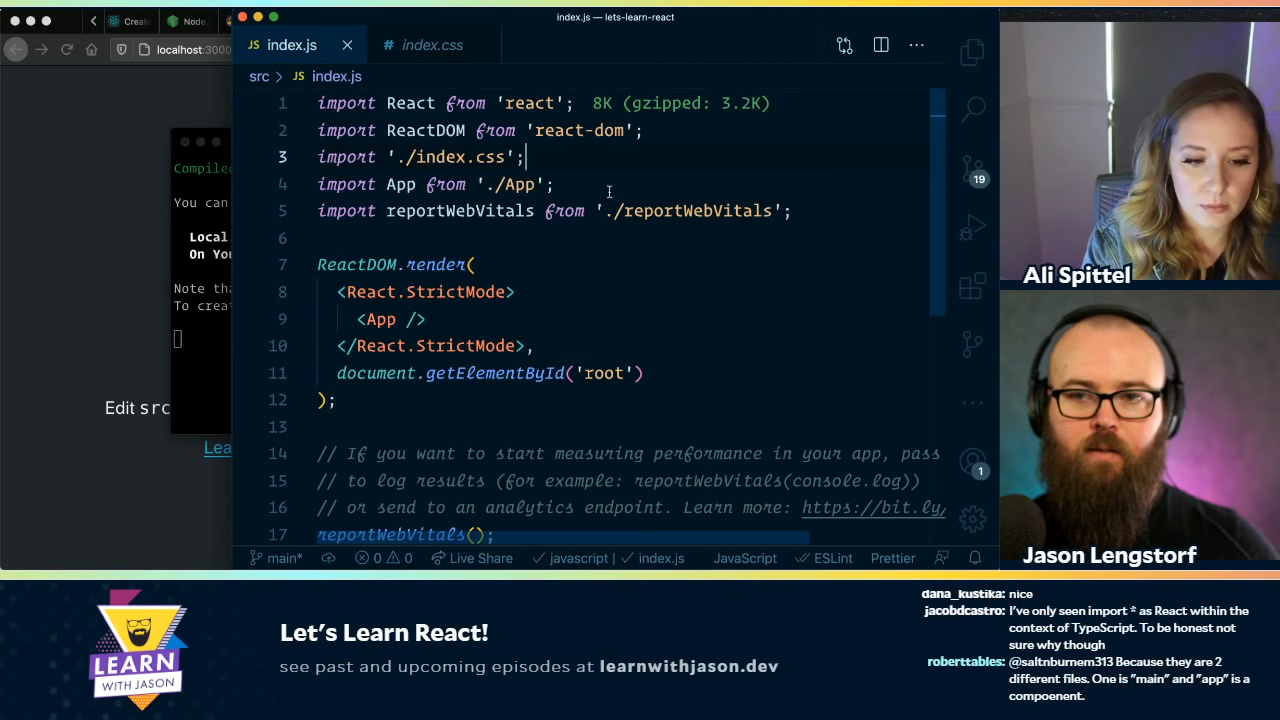 index.js — lets-learn-react
Create
Node.
localhost:3000
JS index.js
# index.css
src > JS index.js
1 import React from 'react'; 8K (gzipped: 3.2K)
2 import ReactDOM from 'react-dom';
3 import './index.css';
4 import App from './App';
5 import reportWebVitals from './reportWebVitals';
6
7 ReactDOM.render(
8 <React.StrictMode>
9 <App />
10 </React.StrictMode>,
11 document.getElementById('root')
12 );
13
14 // If you want to start measuring performance in your app, pass
15 // to log results (for example: reportWebVitals(console.log))
16 // or send to an analytics endpoint. Learn more: https://bit.ly/
17 reportWebVitals();
Compile
You can
Local
On You
Note tha
To creat
Edit src
Lea
19
1
main*
0 0
Live Share
javascript | ✓ index.js
JavaScript
ESLint
Prettier
Ali Spittel
Jason Lengstorf
LEARN
WITH JASON
Let's Learn React!
see past and upcoming episodes at learnwithjason.dev
dana_kustika: nice
jacobdcastro: I've only seen import * as React within the
context of TypeScript. To be honest not
sure why though
roberttables: @saltnburnem313 Because they are 2
different files. One is "main" and "app" is a
compoenent.